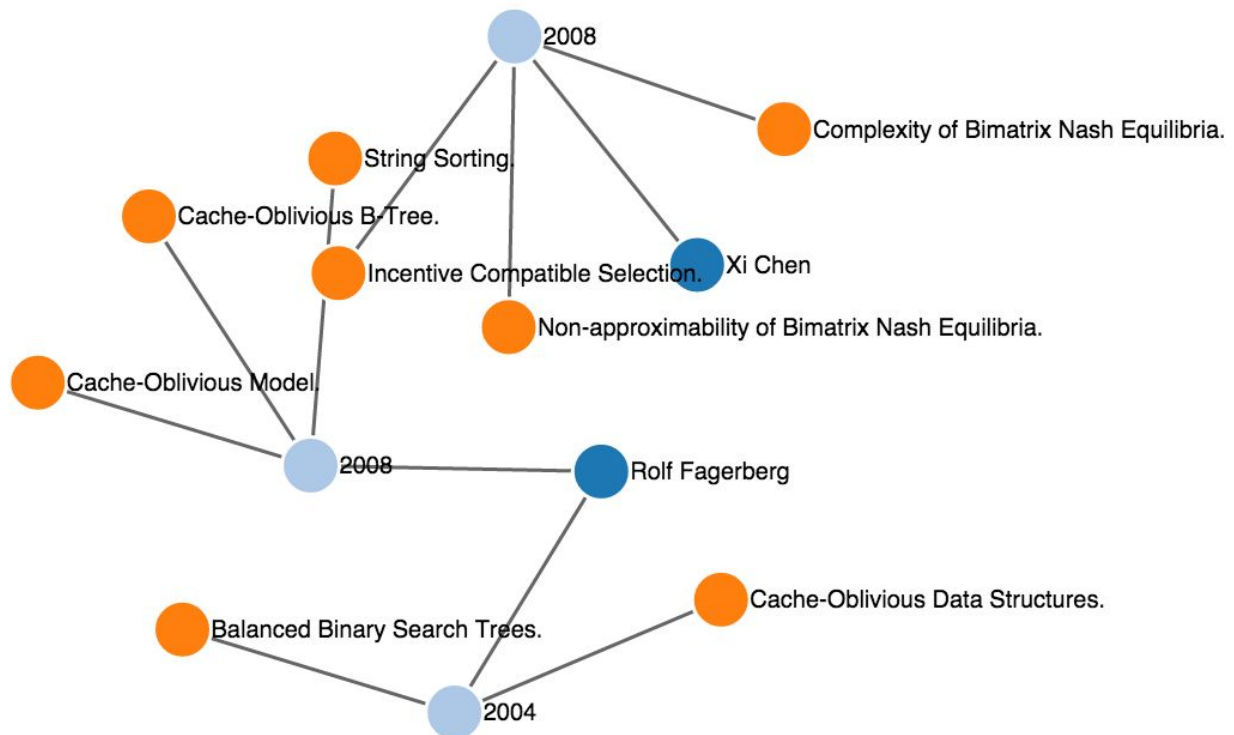 2008
Complexity of Bimatrix Nash Equilibria.
String Sorting.
Cache-Oblivious B-Tree.
Xi Chen
Incentive Compatible Selection.
Non-approximability of Bimatrix Nash Equilibria.
Cache-Oblivious Model.
2008
Rolf Fagerberg
Cache-Oblivious Data Structures.
Balanced Binary Search Trees.
2004